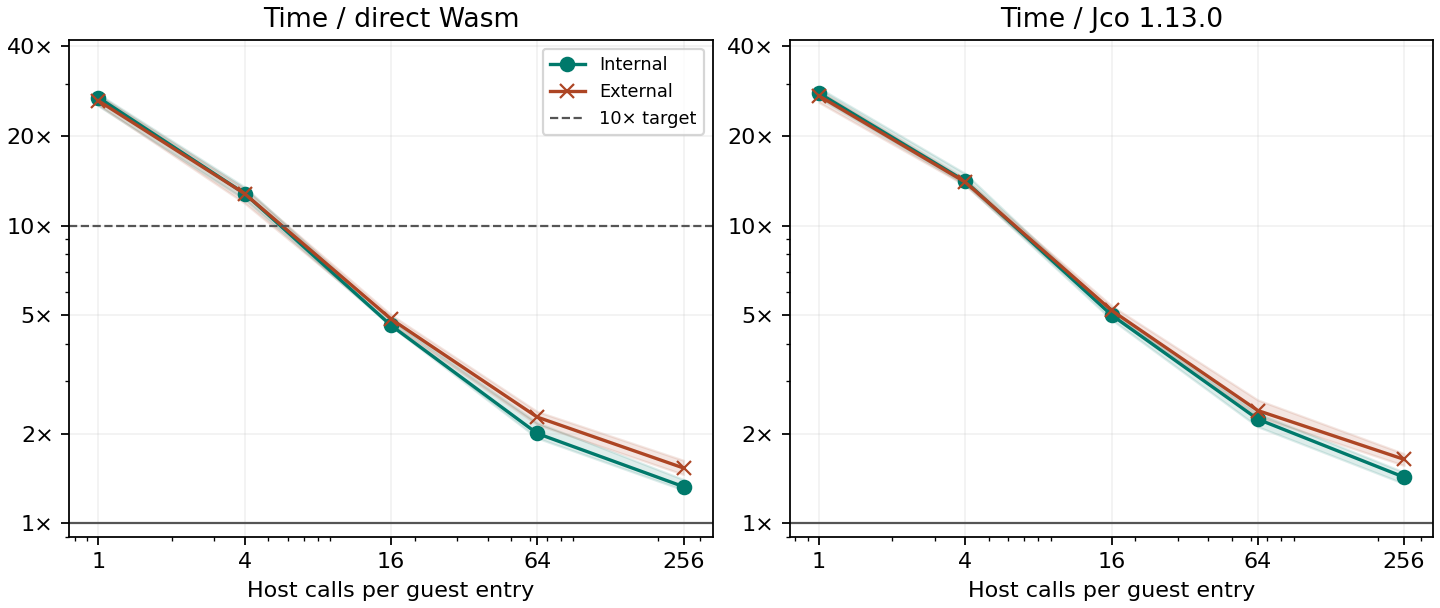 Time / direct Wasm
40×
20×
10×
5×
2×
1×
Internal
External
10× target
1 4 16 64 256
Host calls per guest entry
Time / Jco 1.13.0
40×
20×
10×
5×
2×
1×
1 4 16 64 256
Host calls per guest entry